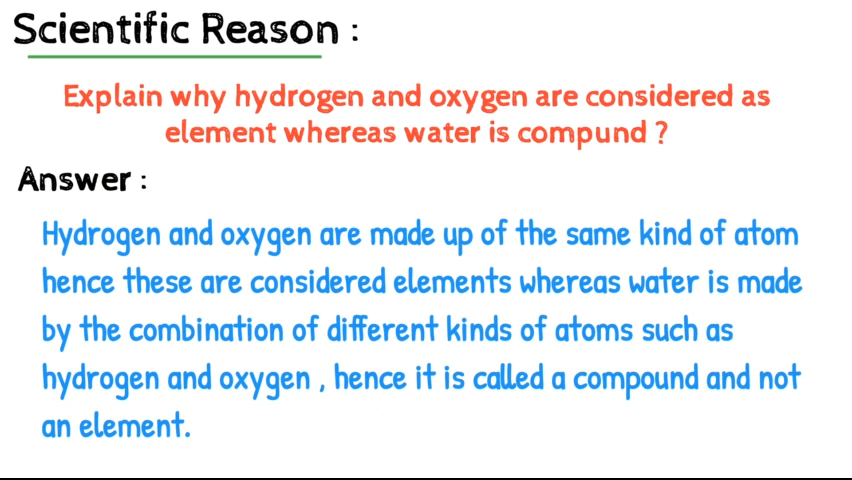 Scientific Reason :
Explain why hydrogen and oxygen are considered as
element whereas water is compund ?
Answer :
Hydrogen and oxygen are made up of the same kind of atom
hence these are considered elements whereas water is made
by the combination of different kinds of atoms such as
hydrogen and oxygen , hence it is called a compound and not
an element.